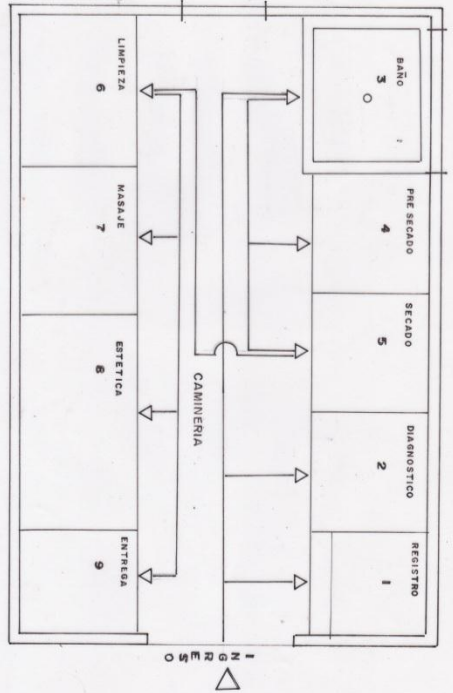 BAÑO
3
PRE SECADO
4
SECADO
5
DIAGNOSTICO
2
REGISTRO
1
LIMPIEZA
6
MASAJE
7
ESTETICA
8
ENTREGA
9
CAMINERIA
INGRESO